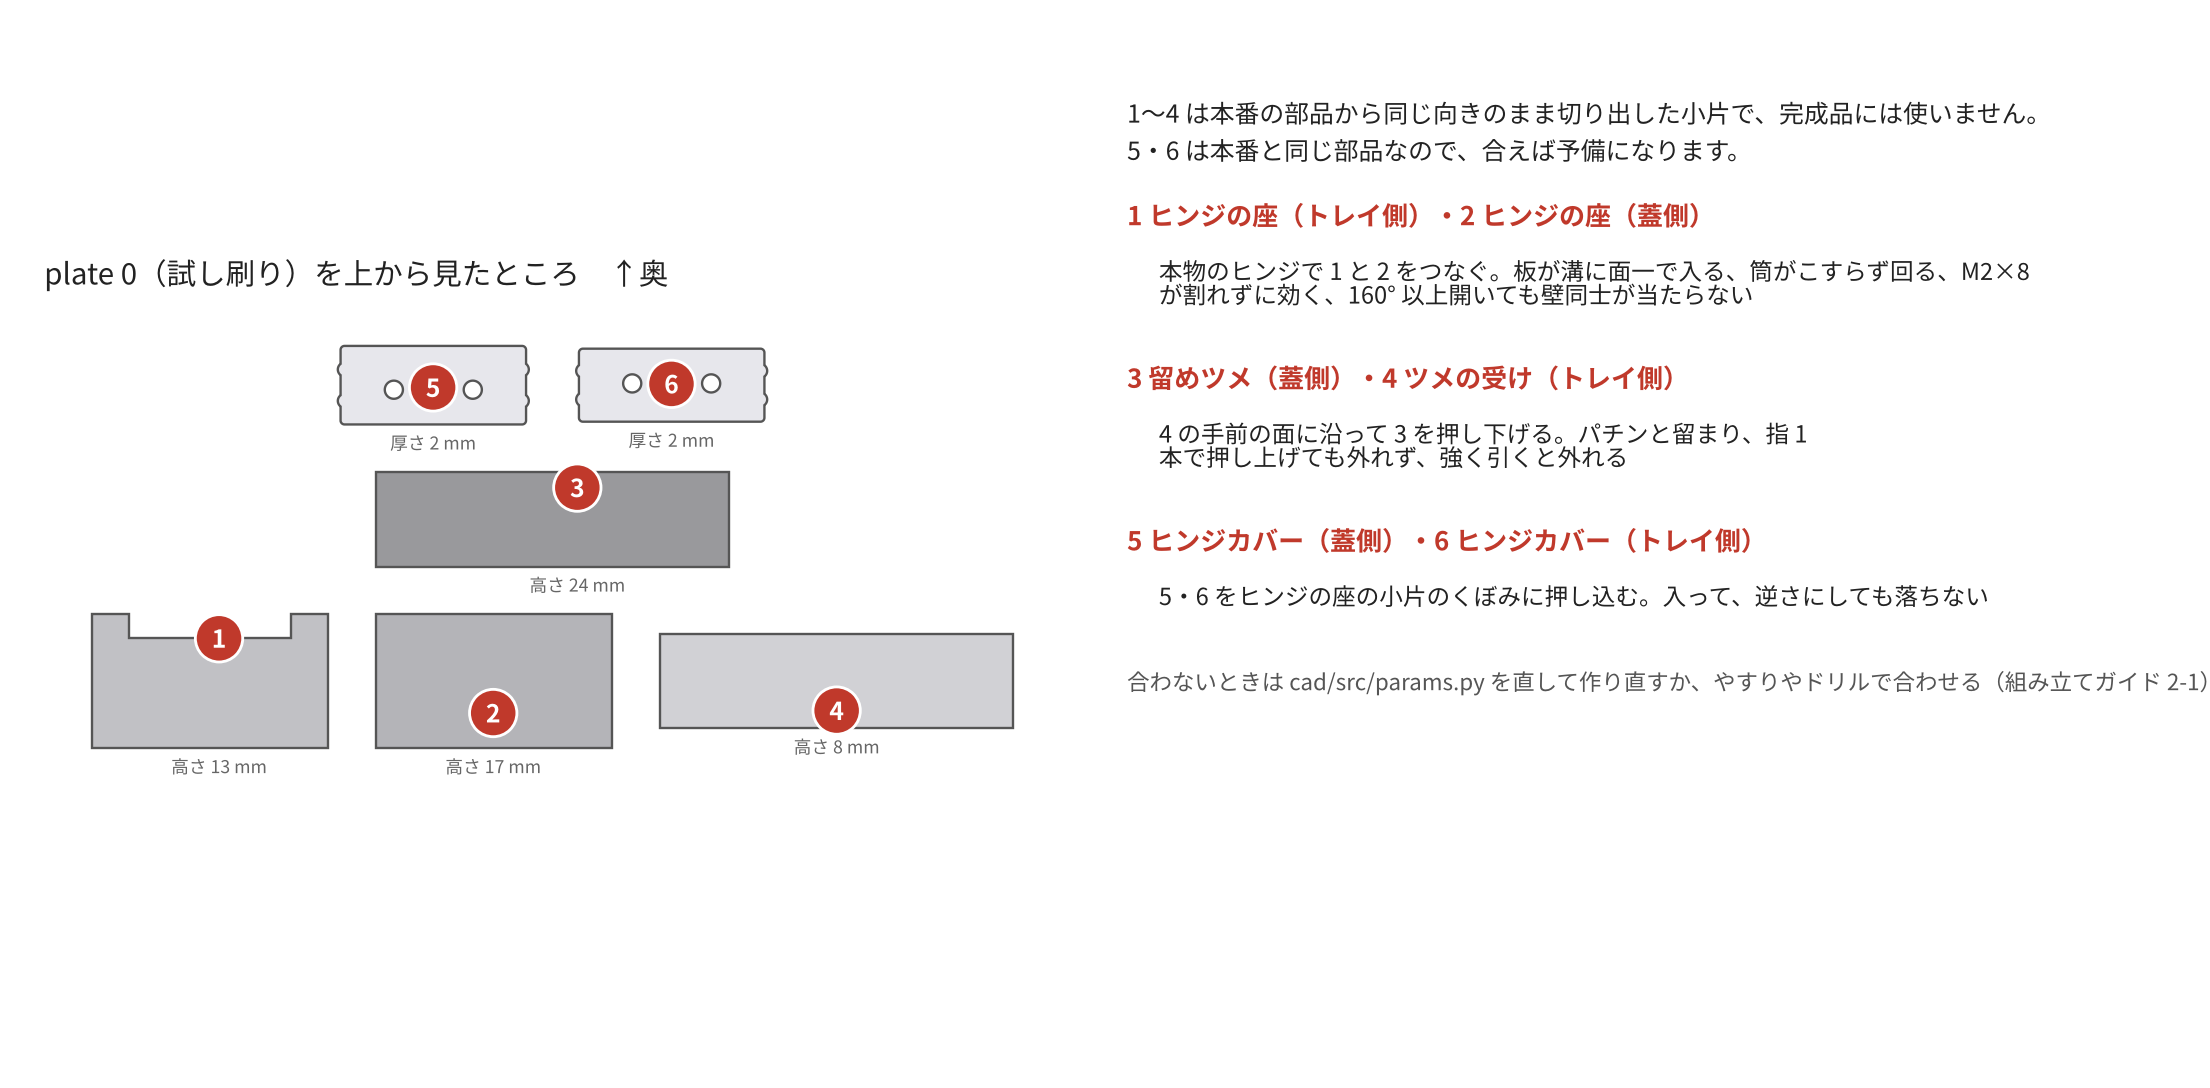 plate 0（試し刷り）を上から見たところ　↑奥
5
6
厚さ 2 mm
厚さ 2 mm
3
高さ 24 mm
1
2
4
高さ 13 mm
高さ 17 mm
高さ 8 mm
1〜4 は本番の部品から同じ向きのまま切り出した小片で、完成品には使いません。
5・6 は本番と同じ部品なので、合えば予備になります。
1 ヒンジの座（トレイ側）・2 ヒンジの座（蓋側）
本物のヒンジで 1 と 2 をつなぐ。板が溝に面一で入る、筒がこすらず回る、M2×8
が割れずに効く、160° 以上開いても壁同士が当たらない
3 留めツメ（蓋側）・4 ツメの受け（トレイ側）
4 の手前の面に沿って 3 を押し下げる。パチンと留まり、指 1
本で押し上げても外れず、強く引くと外れる
5 ヒンジカバー（蓋側）・6 ヒンジカバー（トレイ側）
5・6 をヒンジの座の小片のくぼみに押し込む。入って、逆さにしても落ちない
合わないときは cad/src/params.py を直して作り直すか、やすりやドリルで合わせる（組み立てガイド 2-1）